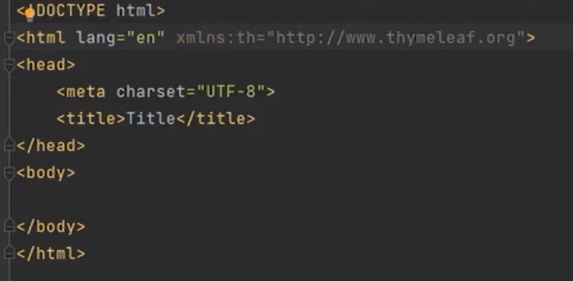 <!DOCTYPE html>
<html lang="en" xmlns:th="http://www.thymeleaf.org">
<head>
<meta charset="UTF-8">
<title>Title</title>
</head>
<body>
</body>
</html>